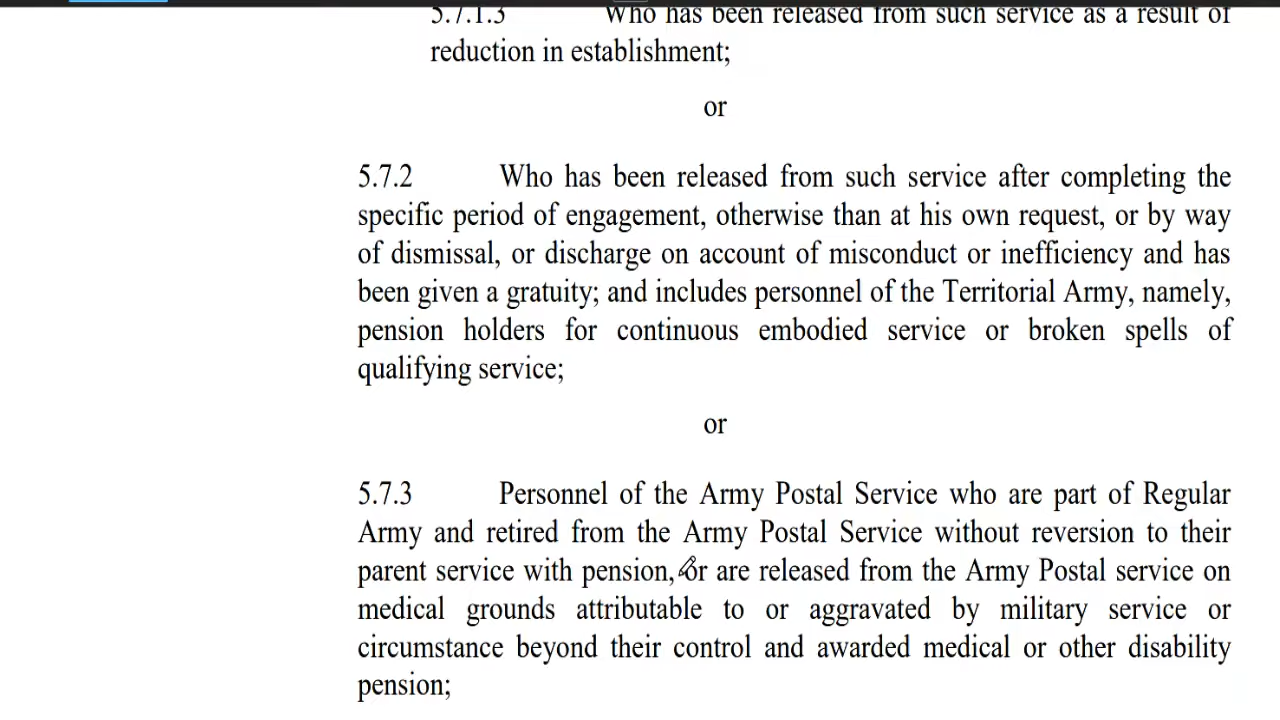 5.7.1.3 Who has been released from such service as a result of
reduction in establishment;
or
5.7.2 Who has been released from such service after completing the
specific period of engagement, otherwise than at his own request, or by way
of dismissal, or discharge on account of misconduct or inefficiency and has
been given a gratuity; and includes personnel of the Territorial Army, namely,
pension holders for continuous embodied service or broken spells of
qualifying service;
or
5.7.3 Personnel of the Army Postal Service who are part of Regular
Army and retired from the Army Postal Service without reversion to their
parent service with pension, or are released from the Army Postal service on
medical grounds attributable to or aggravated by military service or
circumstance beyond their control and awarded medical or other disability
pension;